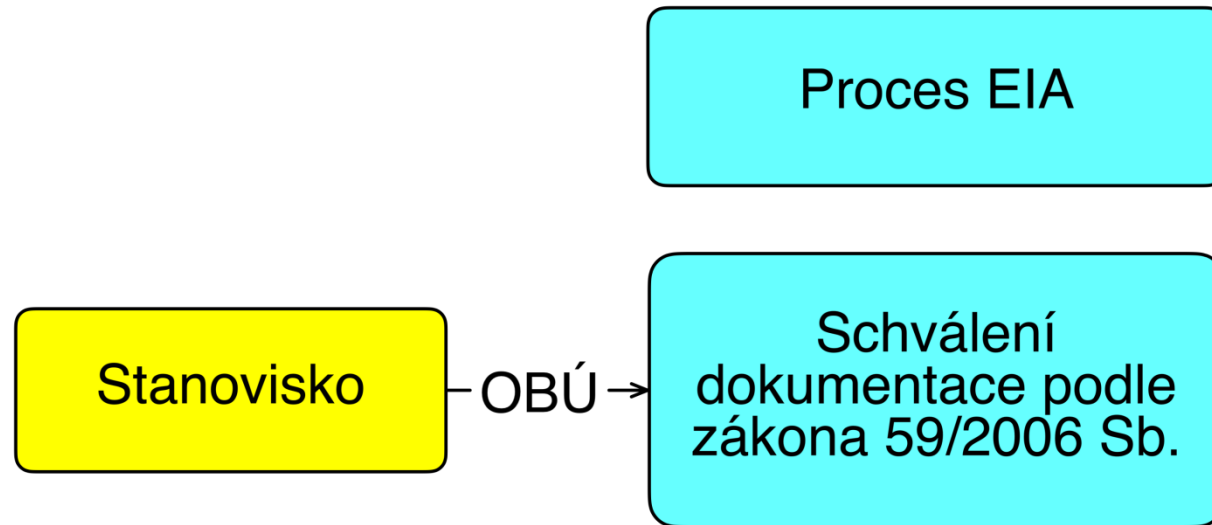 Proces EIA
Stanovisko
OBÚ
Schválení
dokumentace podle
zákona 59/2006 Sb.